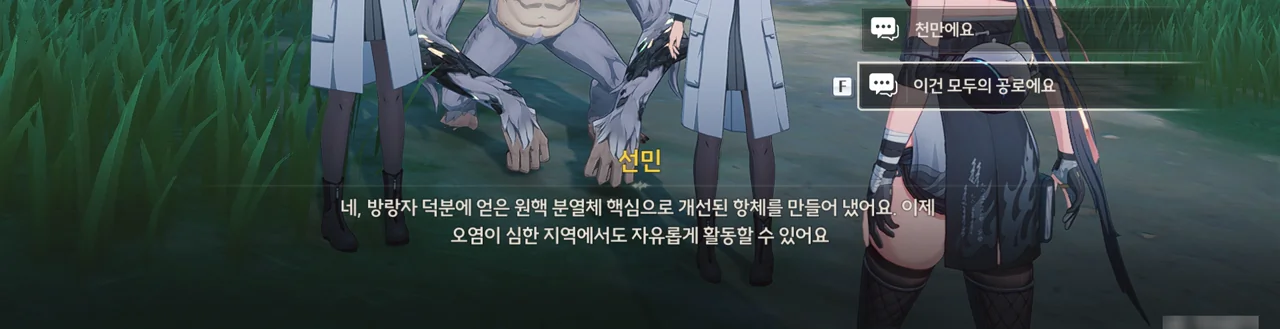 천만에요
F 이건 모두의 공로에요
선민
네, 방랑자 덕분에 얻은 원핵 분열체 핵심으로 개선된 항체를 만들어 냈어요. 이제
오염이 심한 지역에서도 자유롭게 활동할 수 있어요